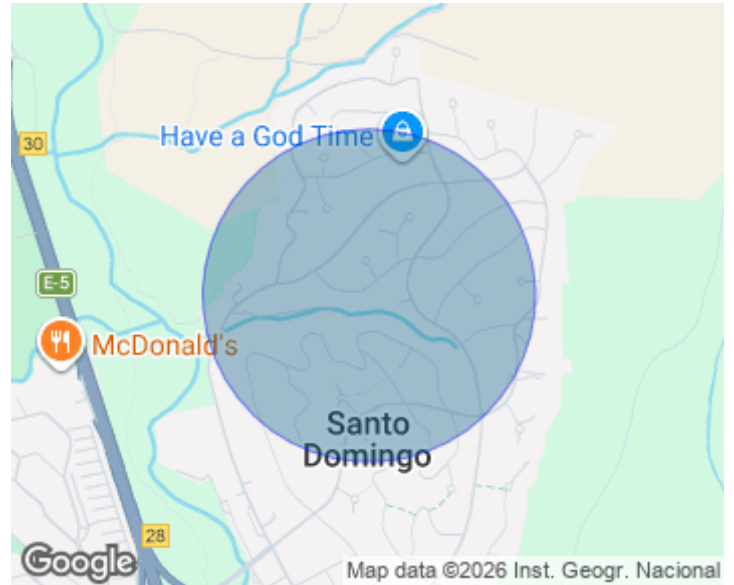 30
Have a God Time
E-5
McDonald's
Santo
Domingo
28
Google
Map data ©2026 Inst. Geogr. Nacional